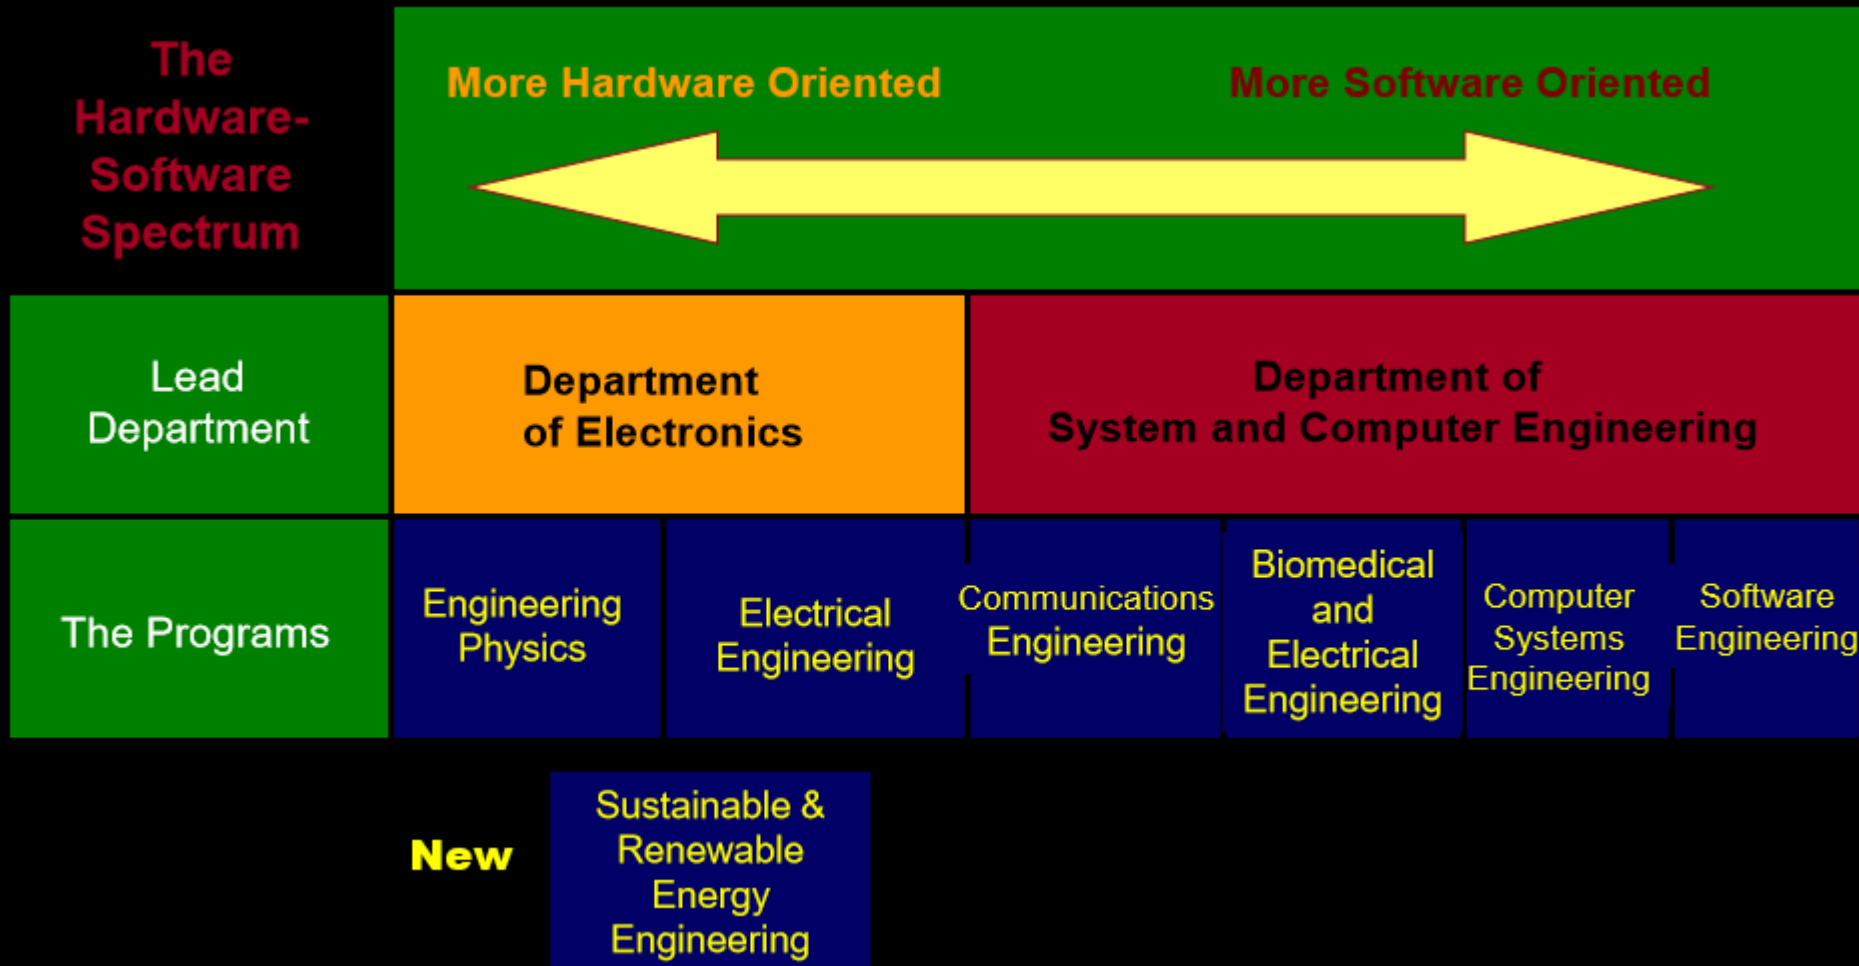 The
Hardware-
Software
Spectrum
More Hardware Oriented
More Software Oriented
Lead
Department
Department
of Electronics
Department of
System and Computer Engineering
The Programs
Engineering
Physics
Electrical
Engineering
Communications
Engineering
Biomedical
and
Electrical
Engineering
Computer
Systems
Engineering
Software
Engineering
New
Sustainable &
Renewable
Energy
Engineering